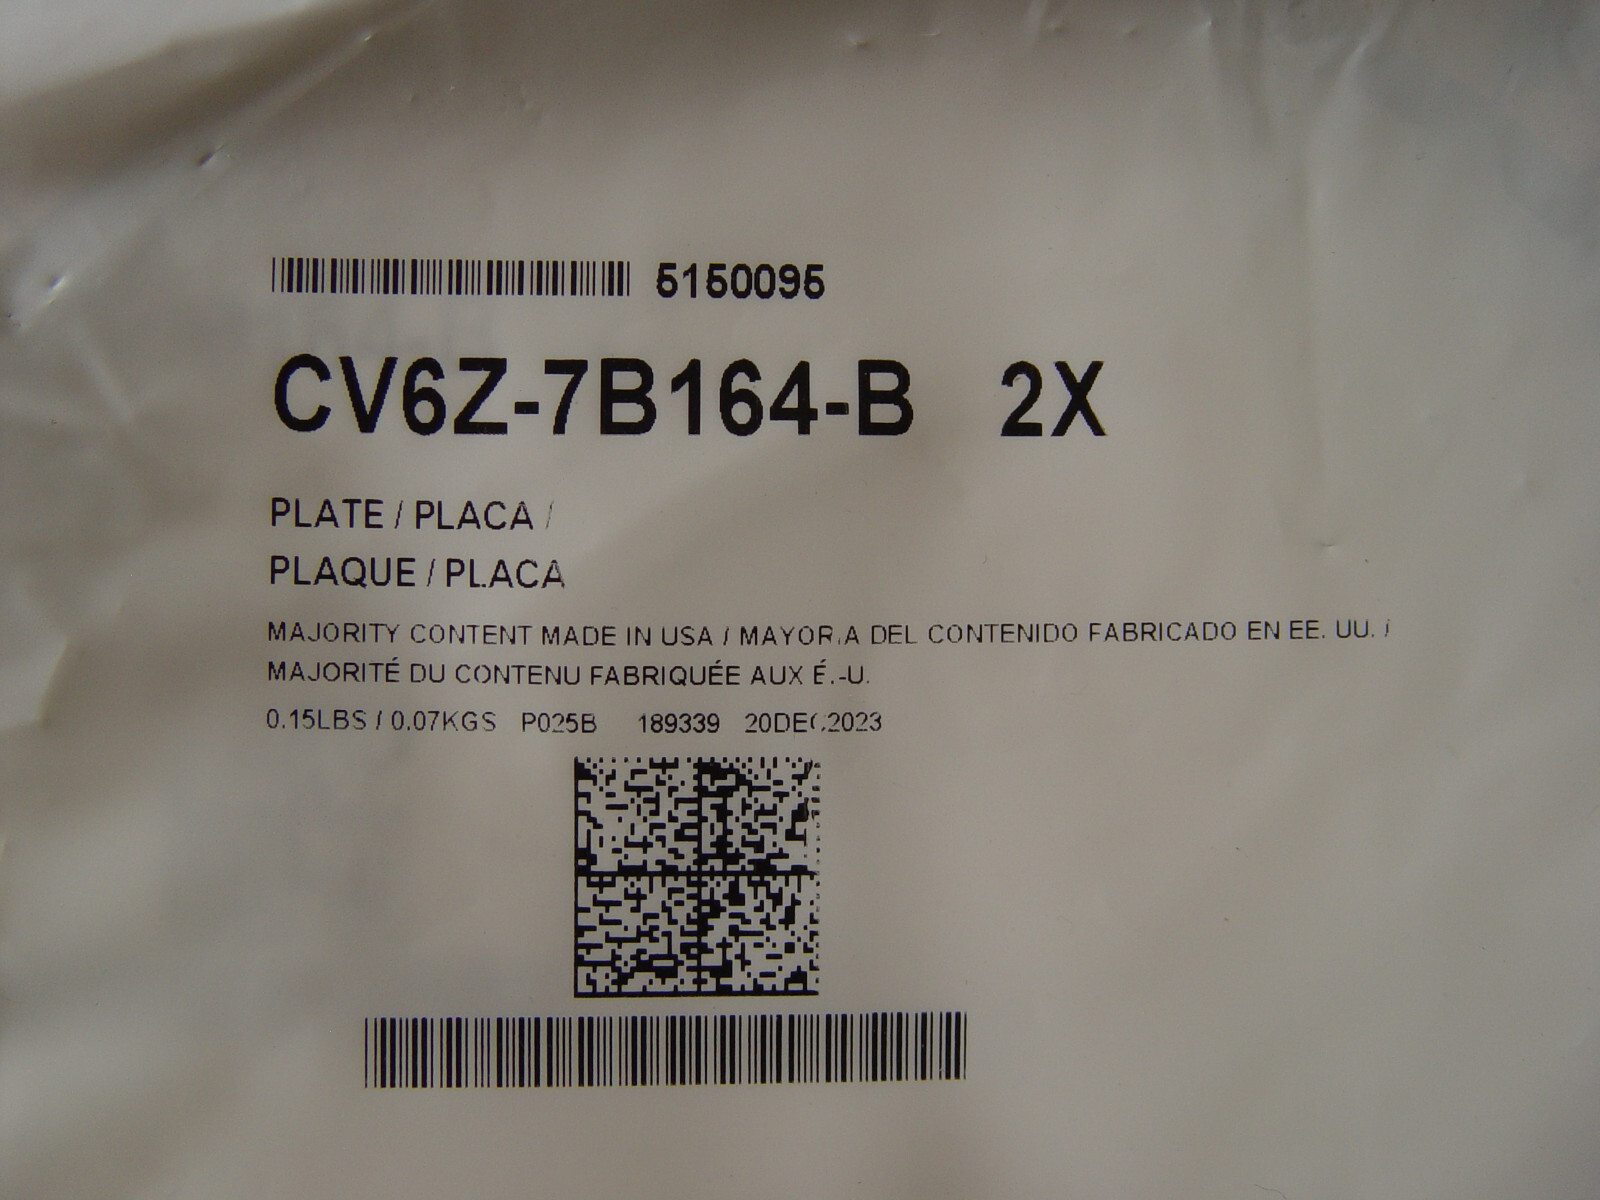 5150095
CV6Z-7B164-B 2X
PLATE / PLACA /
PLAQUE / PLACA
MAJORITY CONTENT MADE IN USA / MAYORIA DEL CONTENIDO FABRICADO EN EE. UU. /
MAJORITÉ DU CONTENU FABRIQUÉE AUX É.-U.
0.15LBS / 0.07KGS P025B 189339 20DEC2023